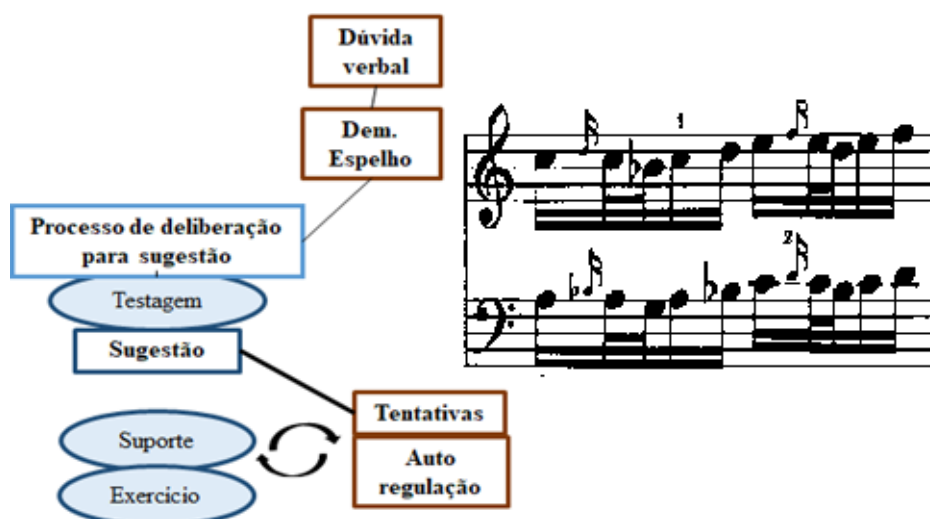 Dúvida
verbal
Dem.
Espelho
Processo de deliberação
para sugestão
Testagem
Sugestão
Tentativas
Auto
regulação
Suporte
Exercício
1
2